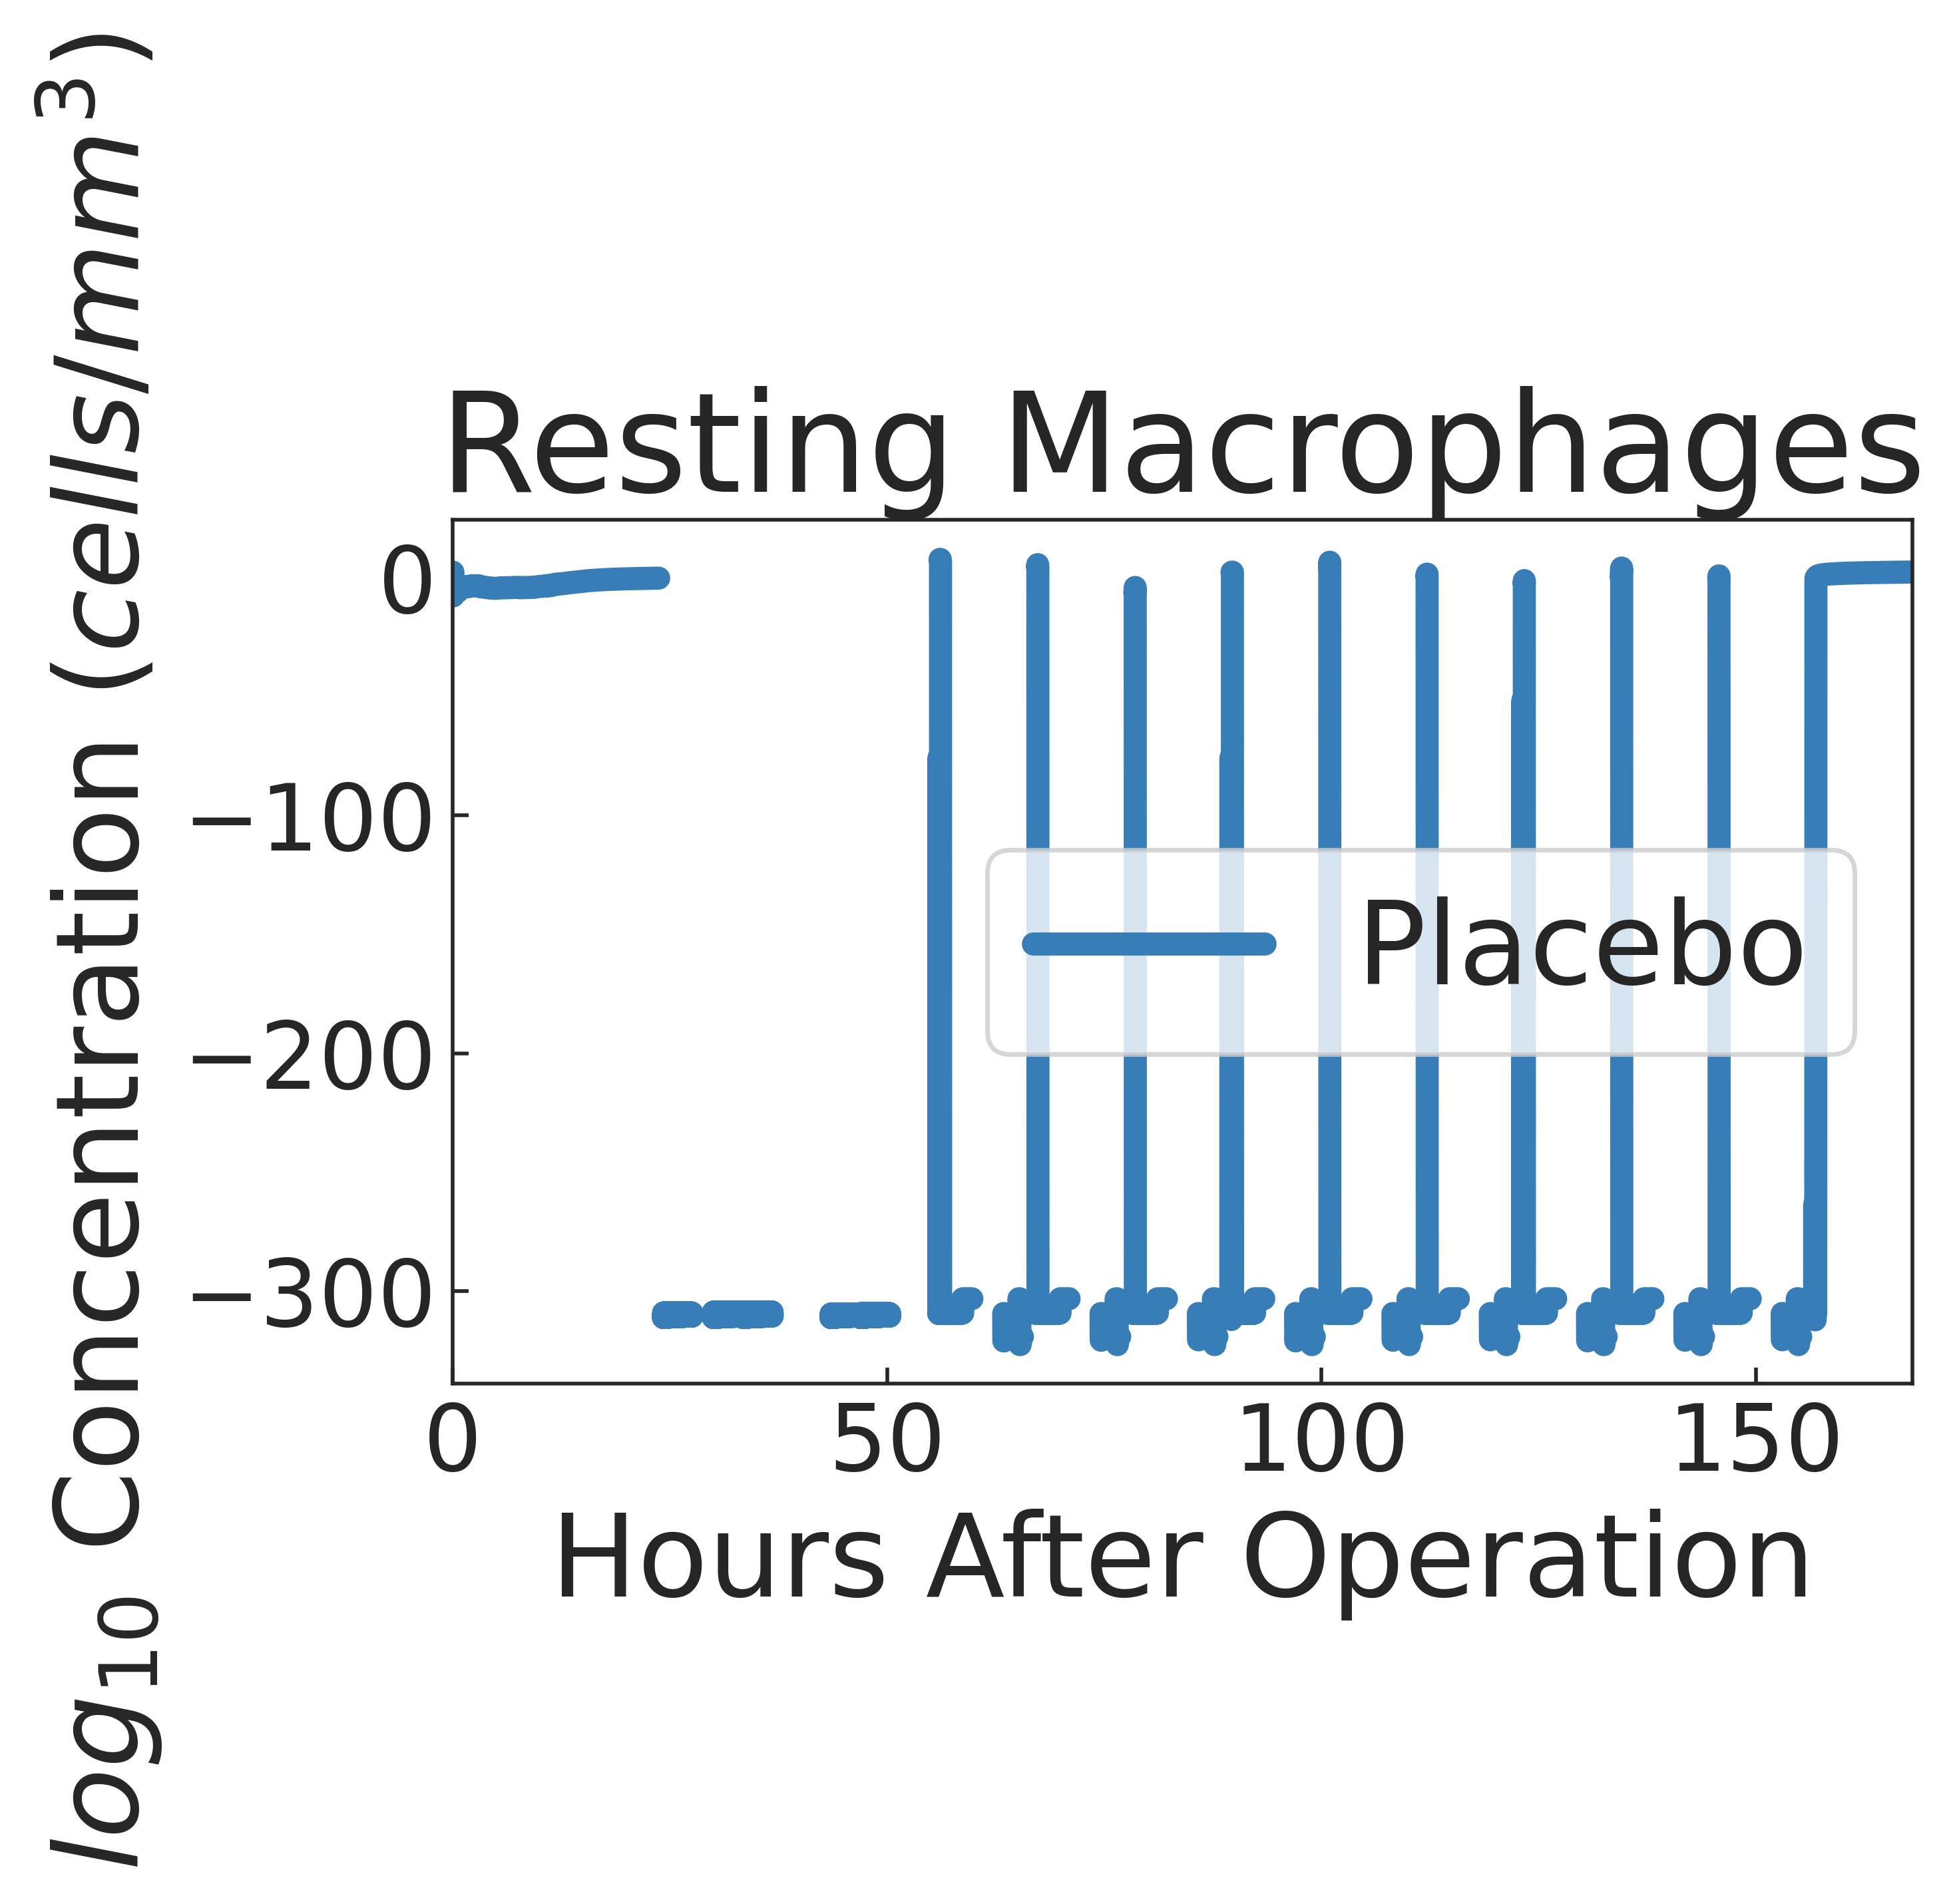 Resting Macrophages
log10 Concentration (cells/mm³)
0
−100
−200
−300
Placebo
0 50 100 150
Hours After Operation